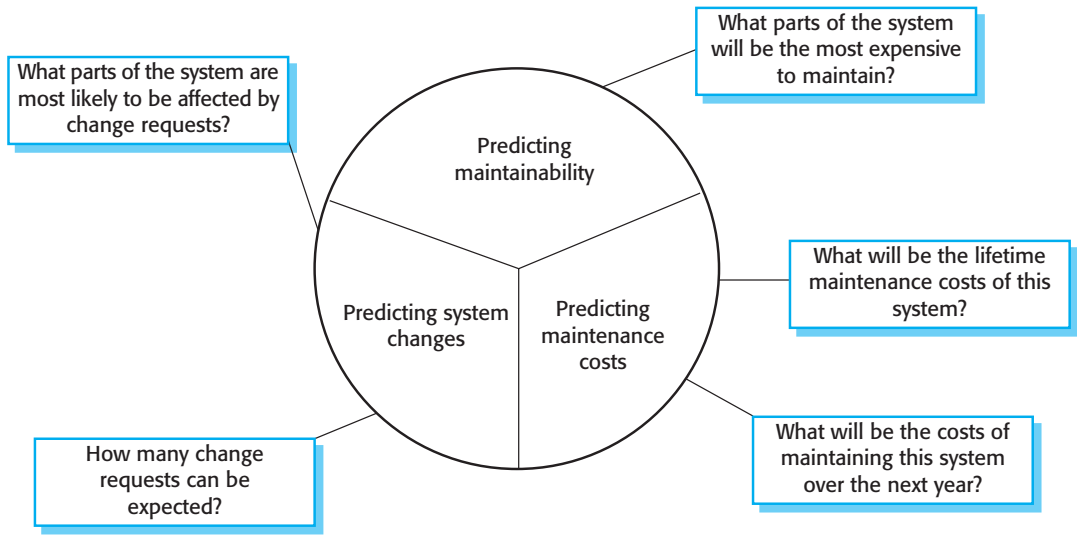 What parts of the system
will be the most expensive
to maintain?
What parts of the system are
most likely to be affected by
change requests?
Predicting
maintainability
What will be the lifetime
maintenance costs of this
system?
Predicting system
changes
Predicting
maintenance
costs
What will be the costs of
maintaining this system
over the next year?
How many change
requests can be
expected?